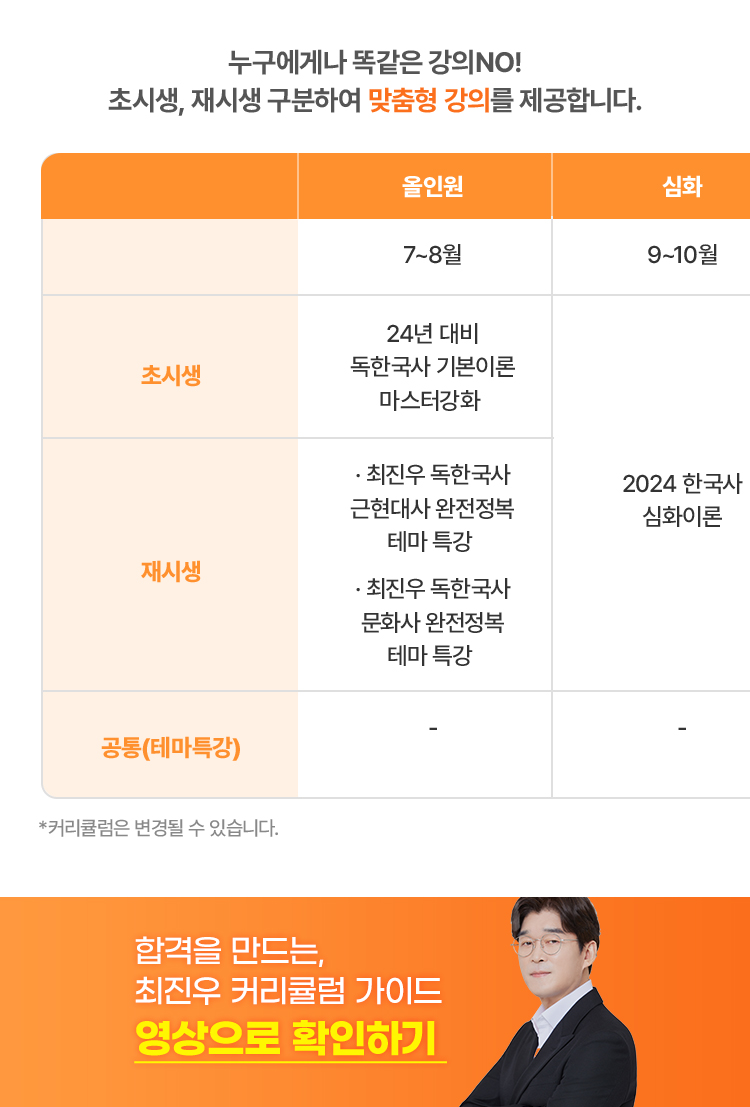 누구에게나 똑같은 강의NO!
초시생, 재시생 구분하여 맞춤형 강의를 제공합니다.
올인원
심화
7~8월
9~10월
초시생
24년 대비
독한국사 기본이론
마스터강화
2024 한국사
심화이론
재시생
· 최진우 독한국사
근현대사 완전정복
테마 특강
· 최진우 독한국사
문화사 완전정복
테마 특강
공통(테마특강)
-
-
*커리큘럼은 변경될 수 있습니다.
합격을 만드는,
최진우 커리큘럼 가이드
영상으로 확인하기